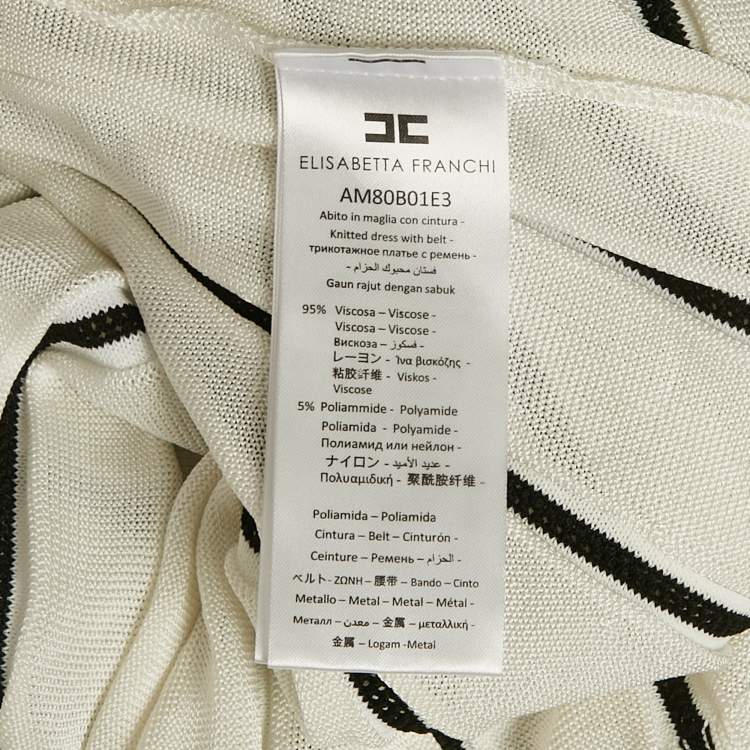 ELISABETTA FRANCHI
AM80B01E3
Abito in maglia con cintura -
Knitted dress with belt -
трикотажное платье с ремень -
فستان محبوك الحزام -
Gaun rajut dengan sabuk
95% Viscosa – Viscose -
Viscosa – Viscose -
Вискоза – فسكوز -
レーヨン - Ίνα βισκόζης -
粘胶纤维 - Viskos -
Viscose
5% Poliammide - Polyamide
Poliamida - Polyamide -
Полиамид или нейлон -
ナイロン - عديد الأميد -
Πολυαμιδική - 聚酰胺纤维 -
Poliamida – Poliamida
Cintura – Belt – Cinturón -
Ceinture – Ремень – الحزام -
ベルト- ΖΩΝΗ – 腰带 – Bando – Cinto
Metallo – Metal – Metal – Métal -
Металл – معدن – 金属 – μεταλλική -
金属 – Logam -Metal